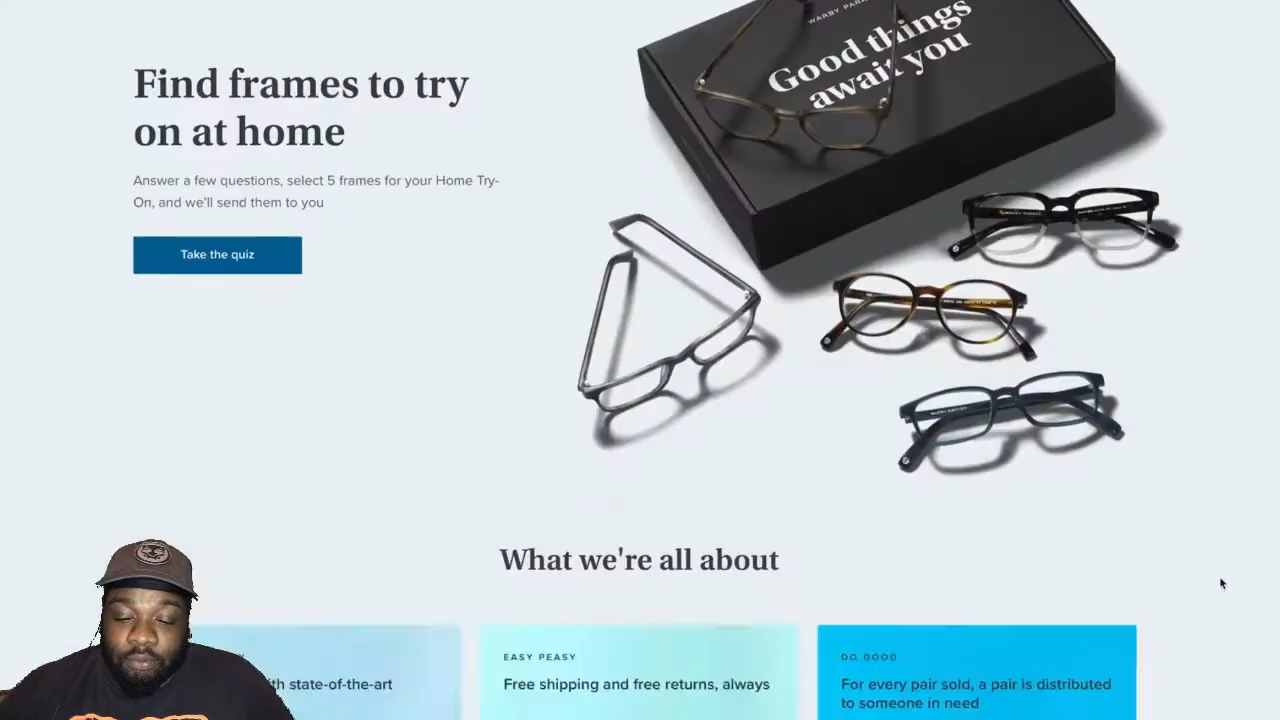 WARBY
Good things
await you
Find frames to try
on at home
Answer a few questions, select 5 frames for your Home Try-
On, and we'll send them to you
Take the quiz
What we're all about
EASY PEASY
DO GOOD
state-of-the-art
Free shipping and free returns, always
For every pair sold, a pair is distributed
to someone in need